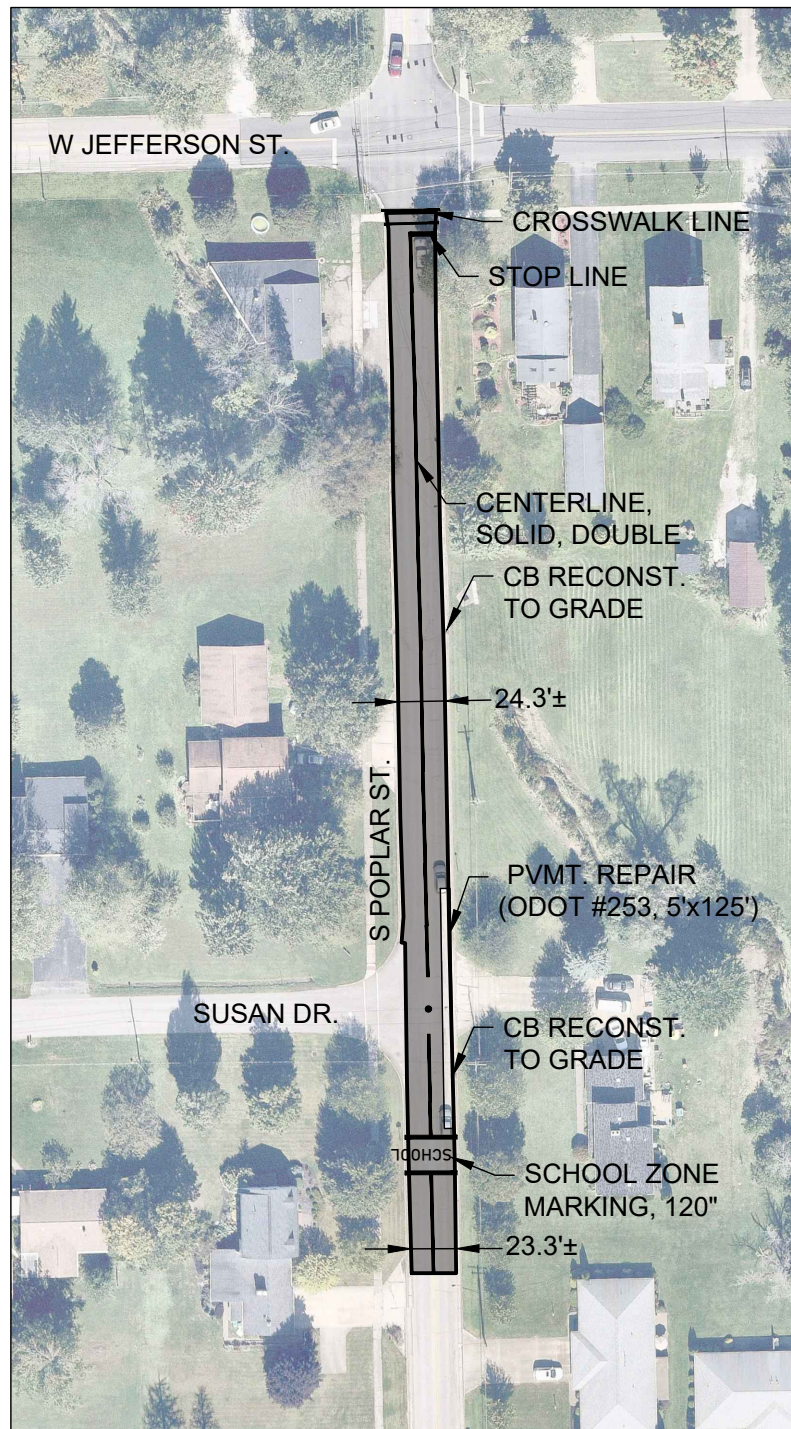 W JEFFERSON ST.
CROSSWALK LINE
STOP LINE
CENTERLINE,
SOLID, DOUBLE
CB RECONST.
TO GRADE
24.3'±
S POPLAR ST.
PVMT. REPAIR
(ODOT #253, 5'x125')
SUSAN DR.
CB RECONST.
TO GRADE
SCHOOL
SCHOOL ZONE
MARKING, 120"
23.3'±